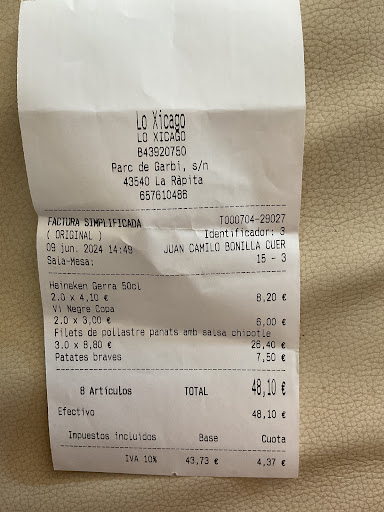 Lo Xicago
LO XICAGO
B43920750
Parc de Garbí, s/n
43540 La Ràpita
657610486
FACTURA SIMPLIFICADA T000704-29027
( ORIGINAL ) Identificador: 3
09 jun. 2024 14:49 JUAN CAMILO BONILLA CUER
Sala-Mesa: 15 - 3
Heineken Gerra 50cl
2.0 x 4,10 € 8,20 €
Vi Negre Copa
2.0 x 3,00 € 6,00 €
Filets de pollastre panats amb salsa chipotle
3.0 x 8,80 € 26,40 €
Patates braves 7,50 €
8 Artículos TOTAL 48,10 €
Efectivo 48,10 €
Impuestos incluidos Base Cuota
IVA 10% 43,73 € 4,37 €